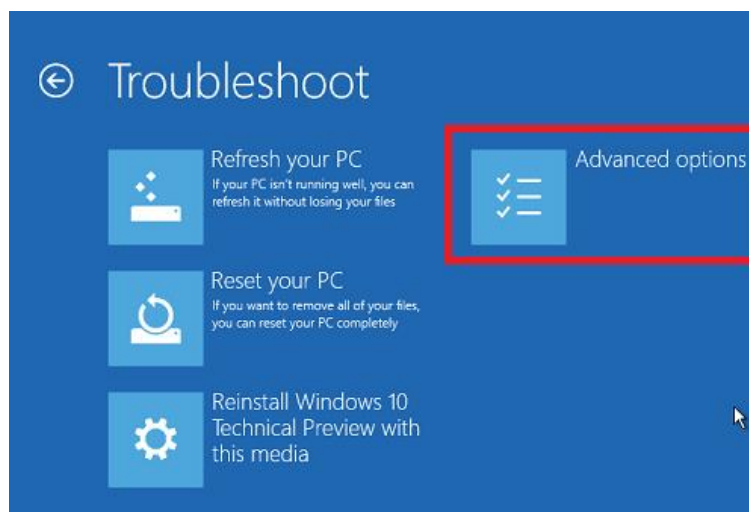 Troubleshoot
Refresh your PC
If your PC isn't running well, you can
refresh it without losing your files
Advanced options
Reset your PC
If you want to remove all of your files,
you can reset your PC completely
Reinstall Windows 10
Technical Preview with
this media